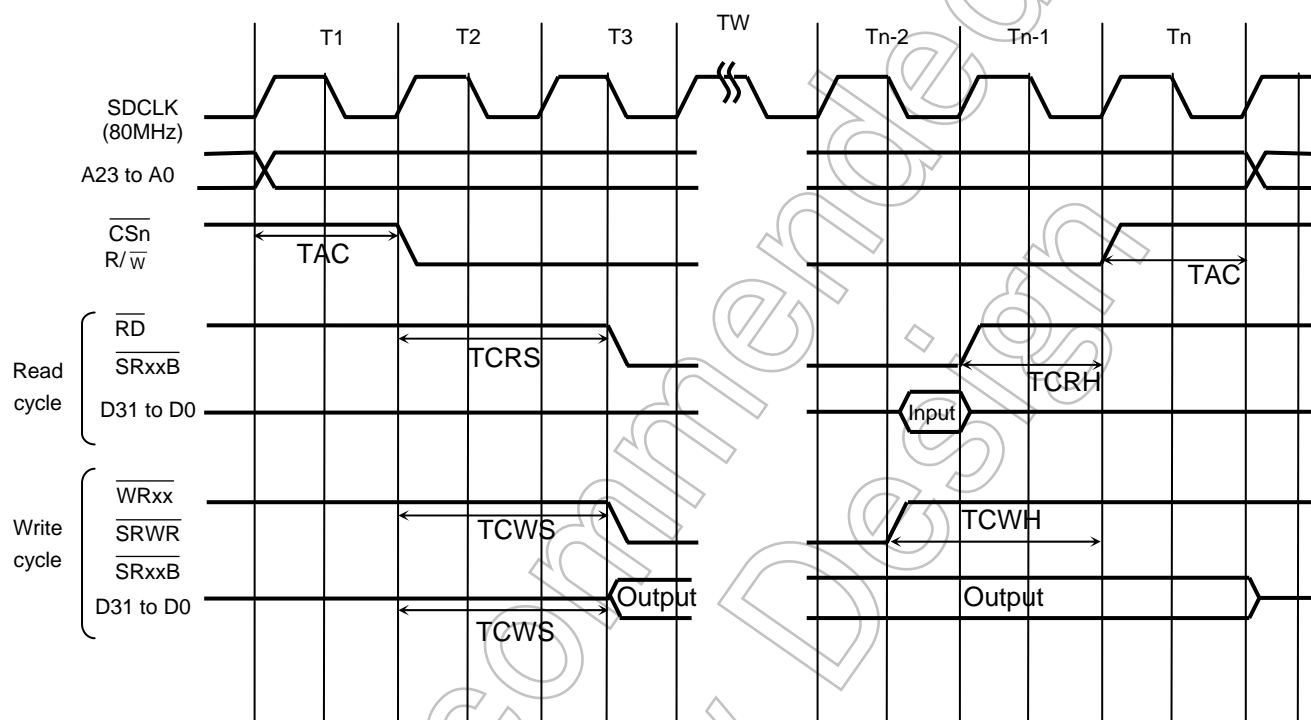 T1 T2 T3 TW Tn-2 Tn-1 Tn
SDCLK
(80MHz)
A23 to A0
CSn
R/W
TAC
TAC
Read
cycle
RD
SRxxB
D31 to D0
TCRS
TCRH
Input
Write
cycle
WRxx
SRWR
SRxxB
D31 to D0
TCWS
TCWH
Output
Output
TCWS